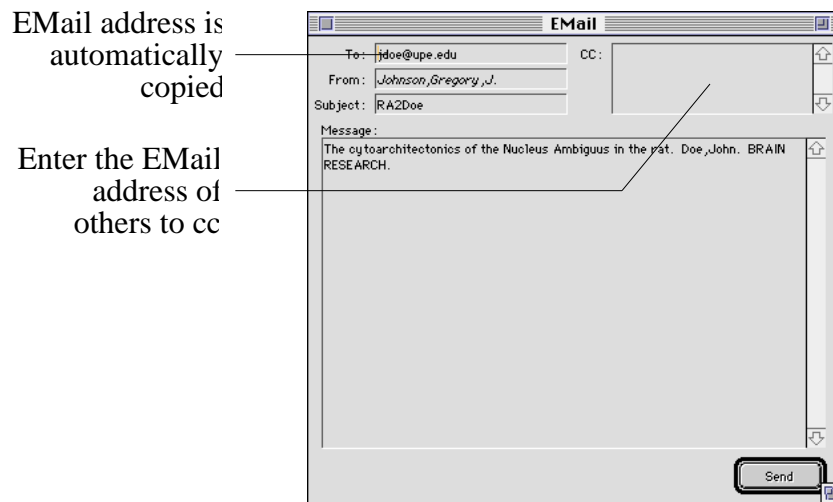 EMail address is
automatically
copied
Enter the EMail
address of
others to cc
EMail
To: jdoe@upe.edu
CC:
From: Johnson,Gregory,J.
Subject: RA2Doe
Message:
The cytoarchitectonics of the Nucleus Ambiguus in the rat. Doe,John. BRAIN
RESEARCH.
Send